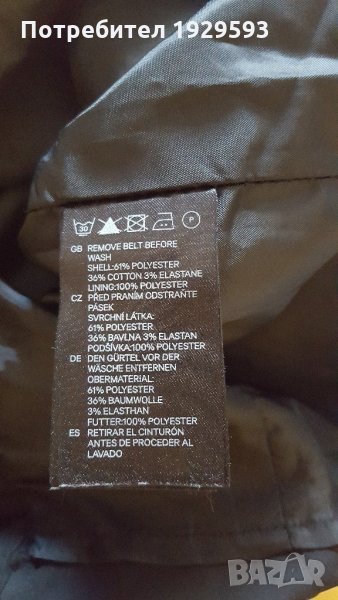 Потребител 1929593
30
P
GB REMOVE BELT BEFORE
WASH
SHELL:61% POLYESTER
36% COTTON 3% ELASTANE
LINING:100% POLYESTER
CZ PŘED PRANÍM ODSTRAŇTE
PÁSEK
SVRCHNÍ LÁTKA:
61% POLYESTER
36% BAVLNA 3% ELASTAN
PODŠÍVKA:100% POLYESTER
DE DEN GÜRTEL VOR DER
WÄSCHE ENTFERNEN
OBERMATERIAL:
61% POLYESTER
36% BAUMWOLLE
3% ELASTHAN
FUTTER:100% POLYESTER
ES RETIRAR EL CINTURÓN
ANTES DE PROCEDER AL
LAVADO
BAZAR